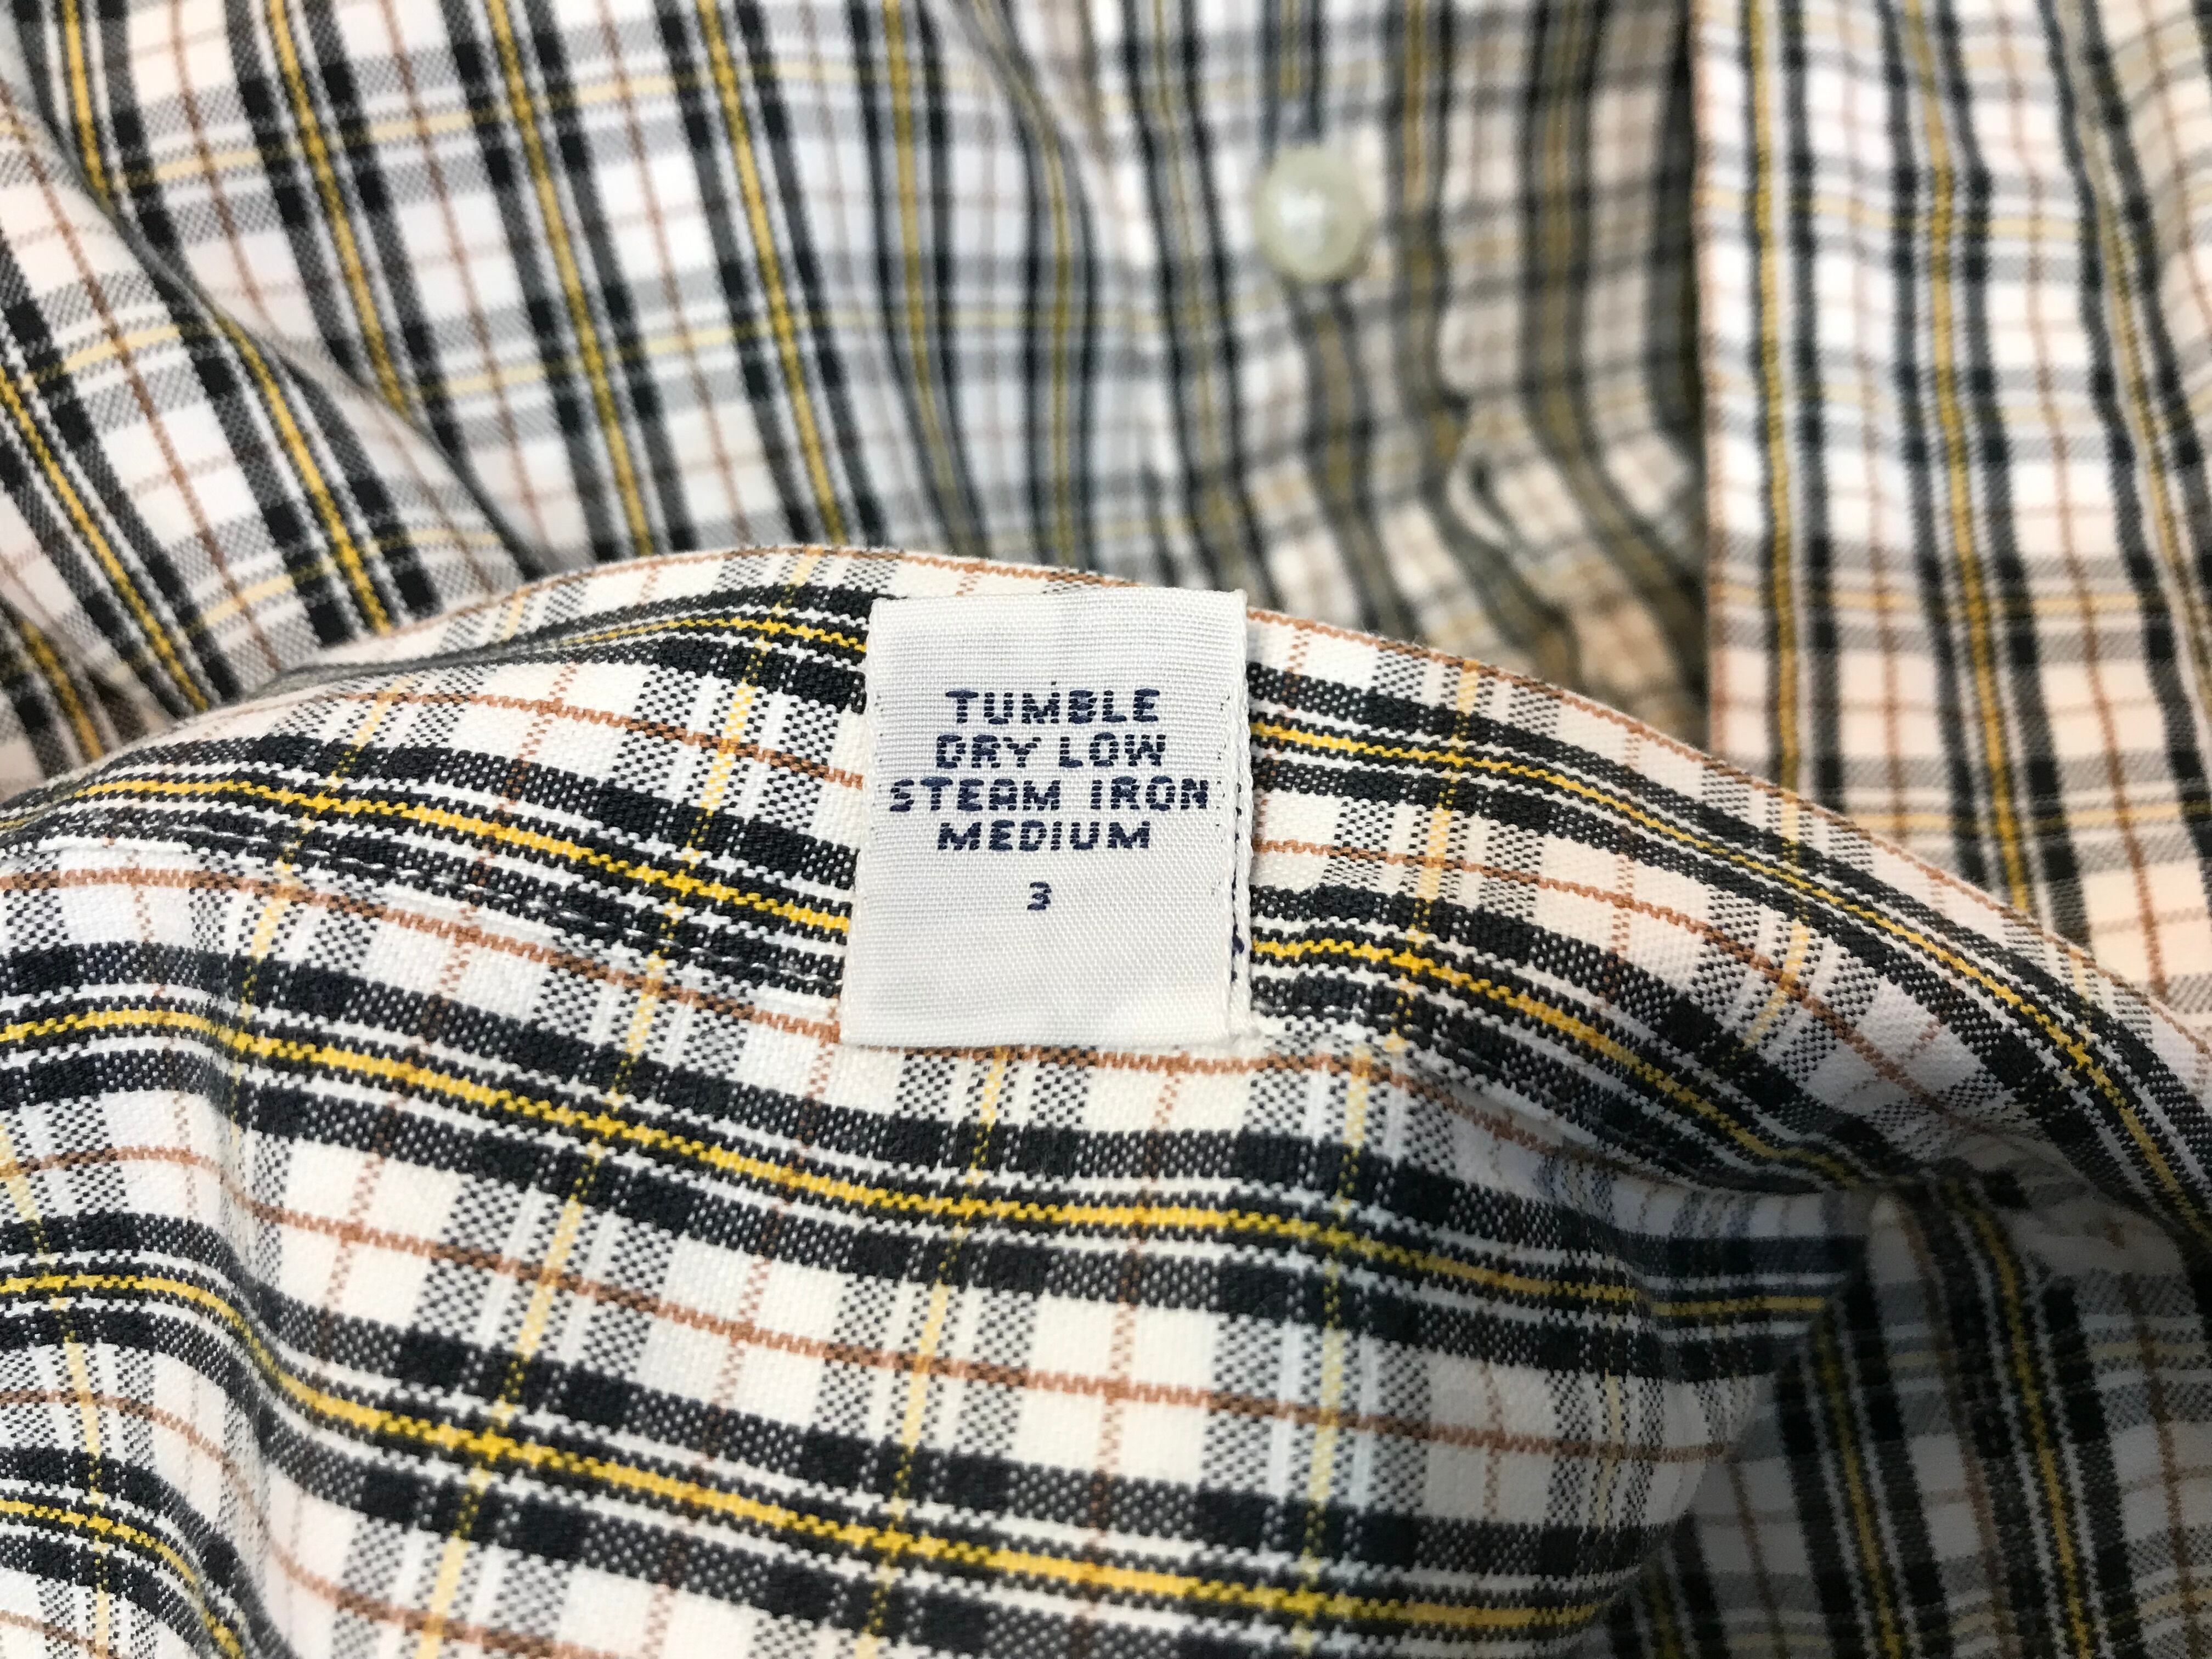 TUMBLE
DRY LOW
STEAM IRON
MEDIUM
3